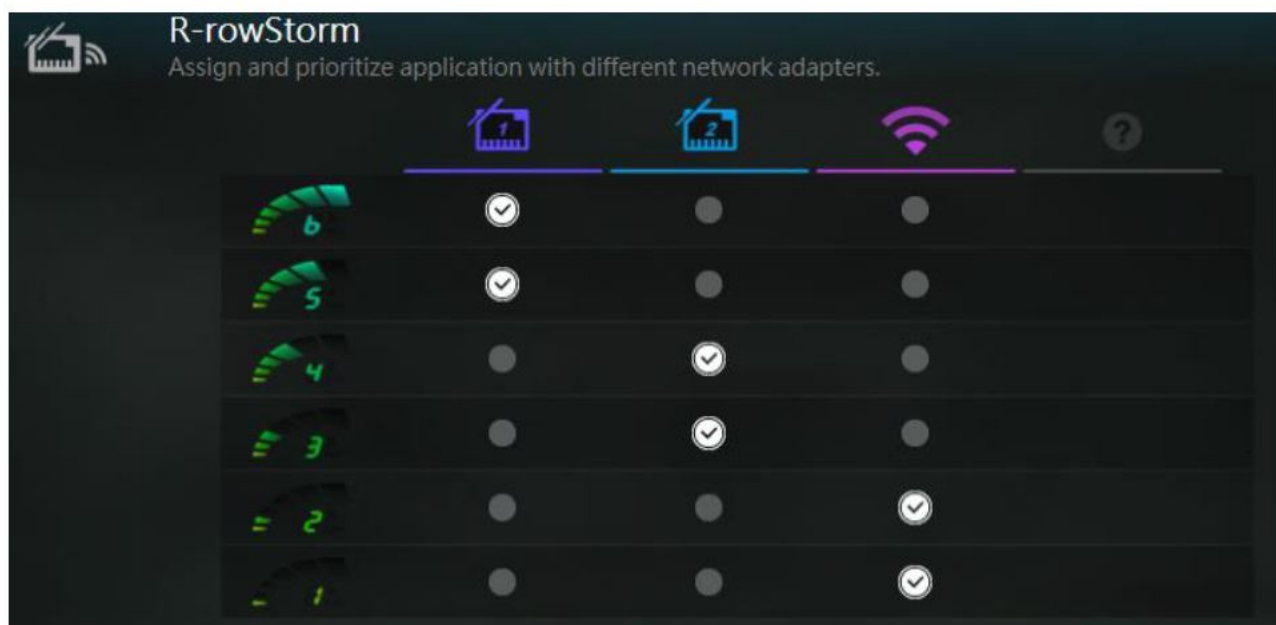 R-rowStorm
Assign and prioritize application with different network adapters.
1 2 ?
6
5
4
3
2
1